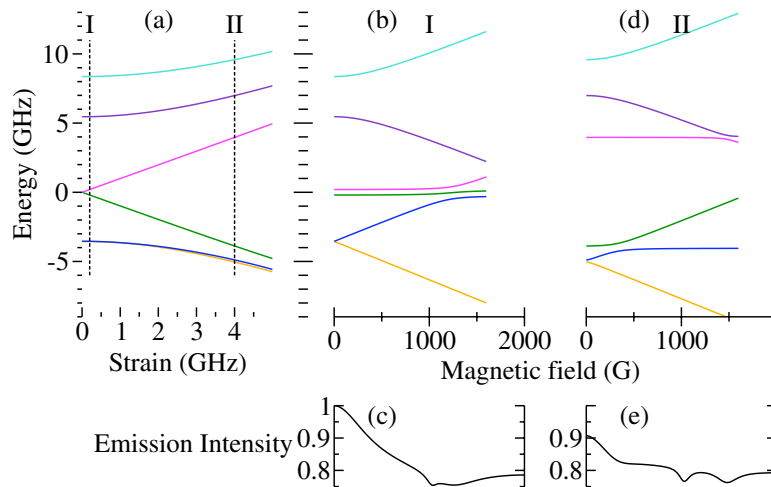 I (a) (b) I (d) II
II
10
5
0
-5
Energy (GHz)
0 1 2 3 4
0 1000 2000
0 1000
Strain (GHz)
Magnetic field (G)
1 (c) (e)
0.9 0.9
0.8 0.8
Emission Intensity